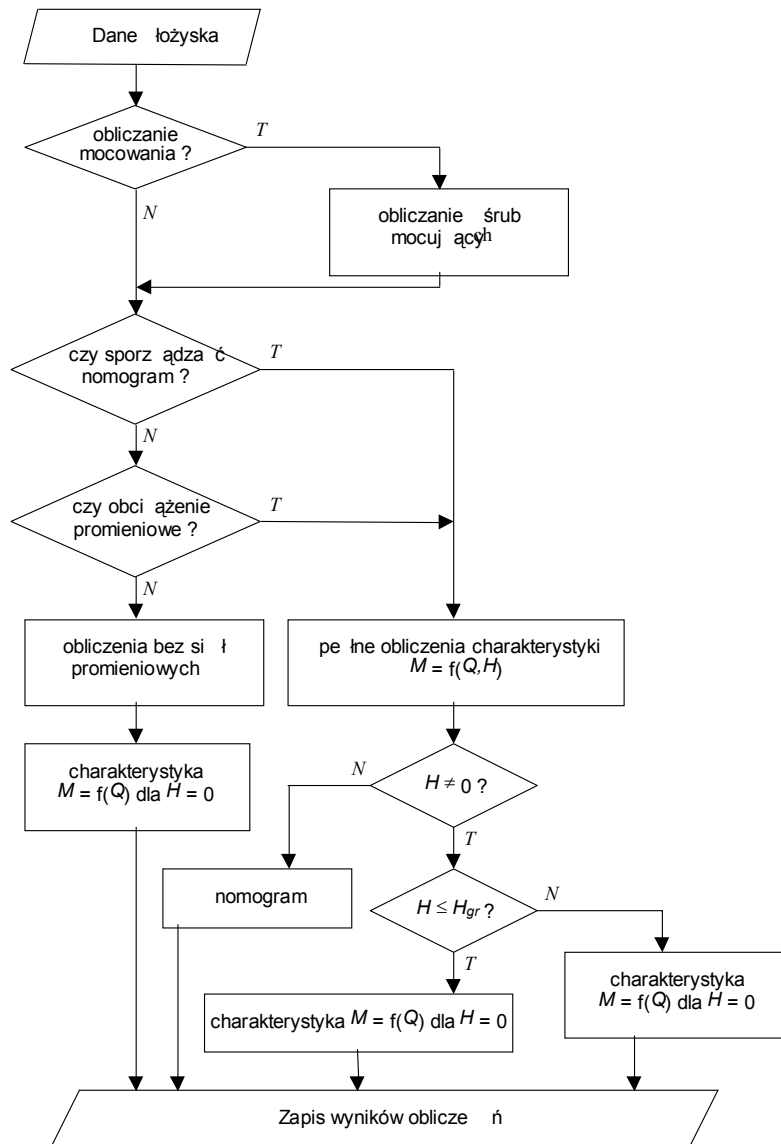 Dane łożyska
obliczanie
mocowania ?
T
N
obliczanie śrub
mocujących
czy sporządzać
nomogram ?
T
N
czy obciążenie
promieniowe ?
T
N
obliczenia bez sił
promieniowych
pełne obliczenia charakterystyki
M = f(Q,H)
charakterystyka
M = f(Q) dla H = 0
N
H ≠ 0 ?
T
nomogram
H ≤ Hgr ?
N
T
charakterystyka M = f(Q) dla H = 0
charakterystyka
M = f(Q) dla H = 0
Zapis wyników obliczeń